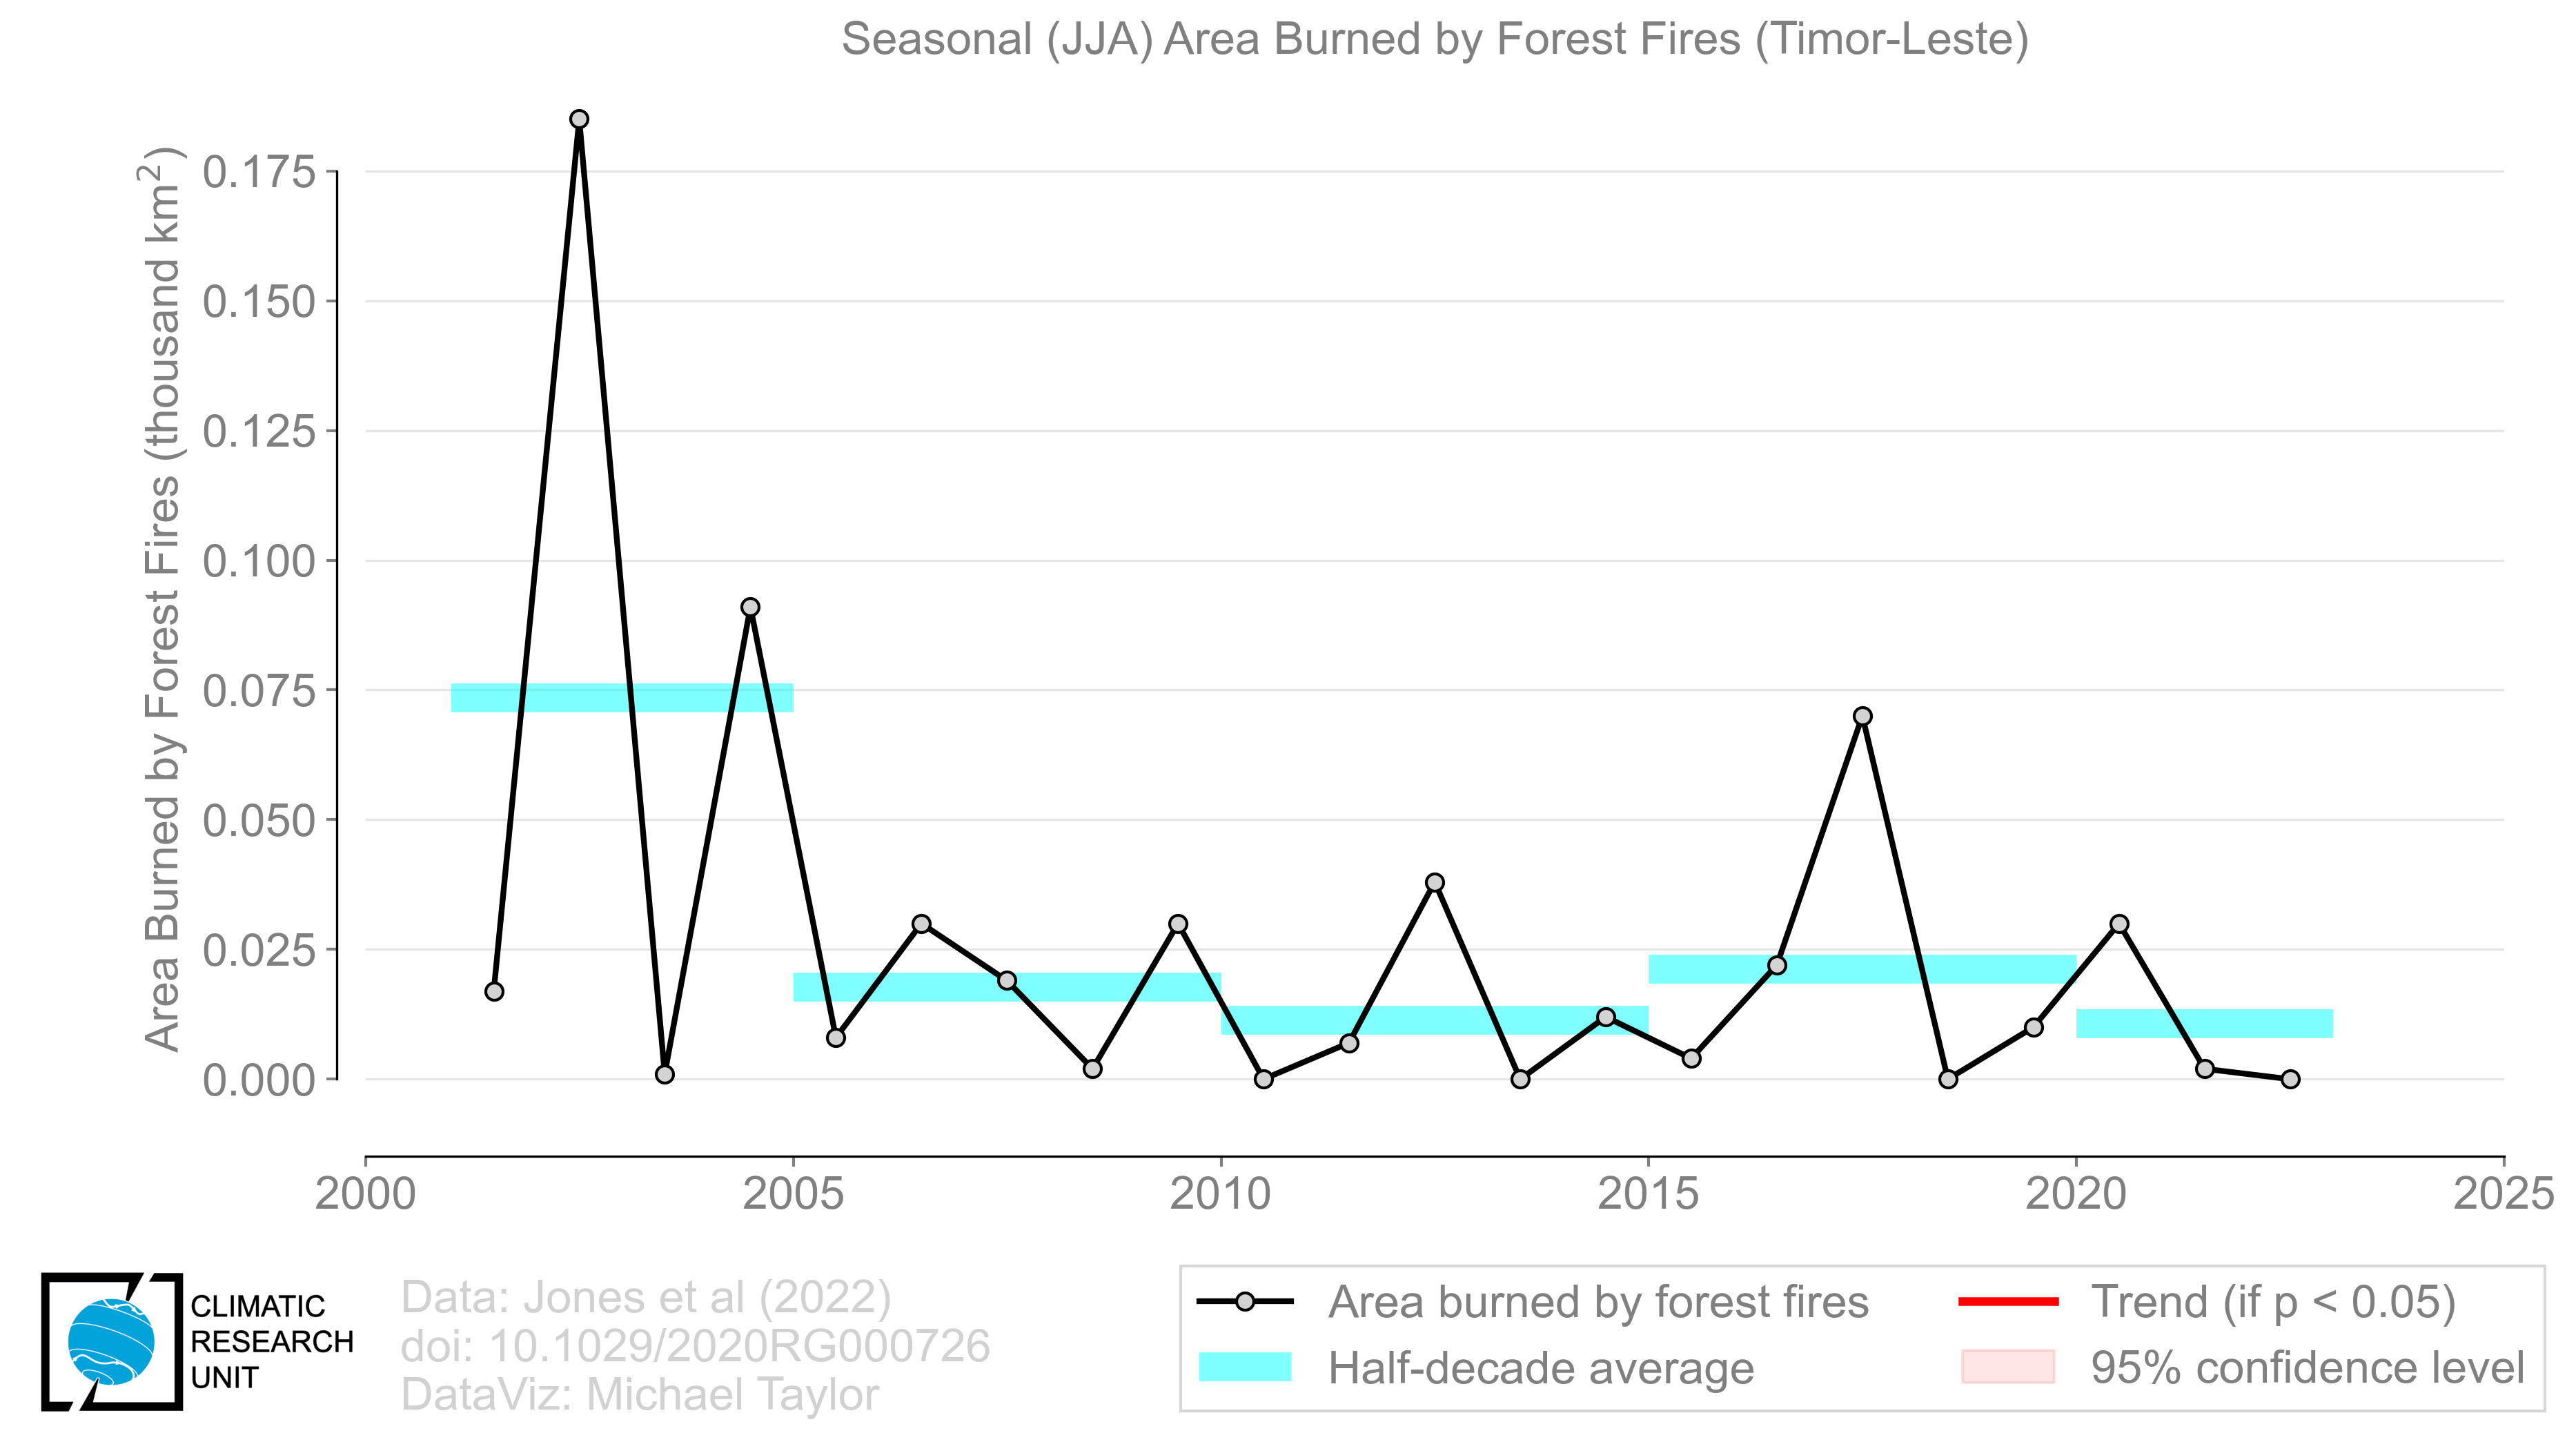 Seasonal (JJA) Area Burned by Forest Fires (Timor-Leste)
Area Burned by Forest Fires (thousand km²)
0.175
0.150
0.125
0.100
0.075
0.050
0.025
0.000
2000 2005 2010 2015 2020 2025
CLIMATIC
RESEARCH
UNIT
Data: Jones et al (2022)
doi: 10.1029/2020RG000726
DataViz: Michael Taylor
Area burned by forest fires
Half-decade average
Trend (if p < 0.05)
95% confidence level